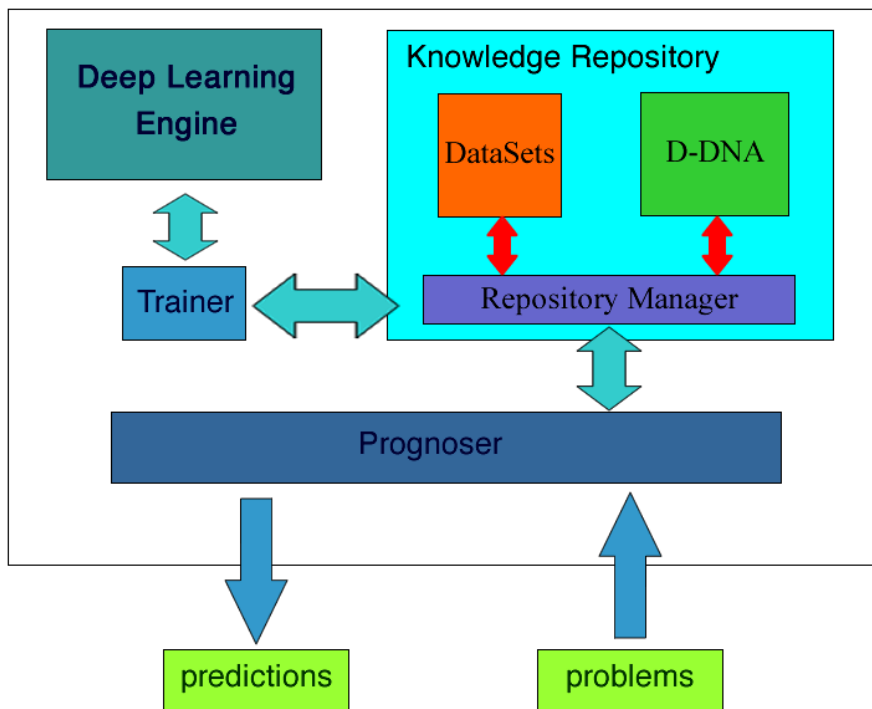 Deep Learning
Engine
Knowledge Repository
DataSets
D-DNA
Trainer
Repository Manager
Prognoser
predictions
problems